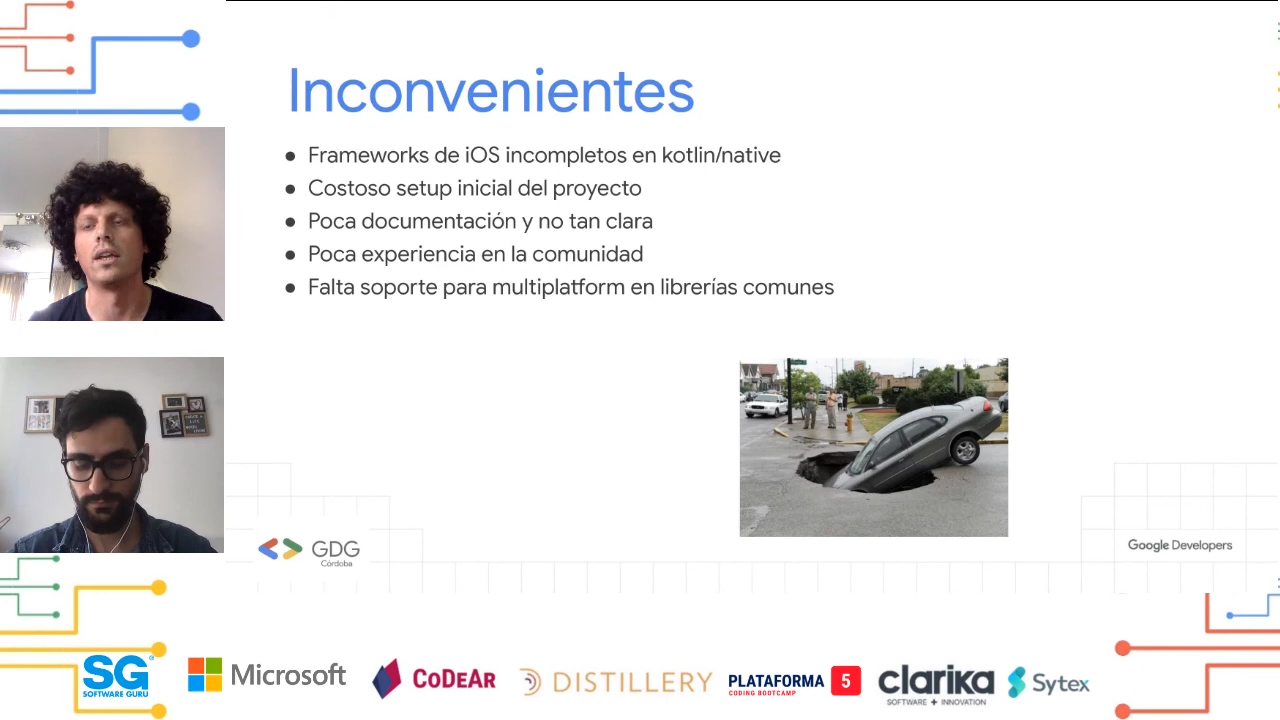 Inconvenientes
● Frameworks de iOS incompletos en kotlin/native
● Costoso setup inicial del proyecto
● Poca documentación y no tan clara
● Poca experiencia en la comunidad
● Falta soporte para multiplatform en librerías comunes
GDG
Córdoba
Google Developers
SG
SOFTWARE GURU
Microsoft
CoDeAr
DISTILLERY
PLATAFORMA 5
CODING BOOTCAMP
clarika
SOFTWARE + INNOVATION
Sytex